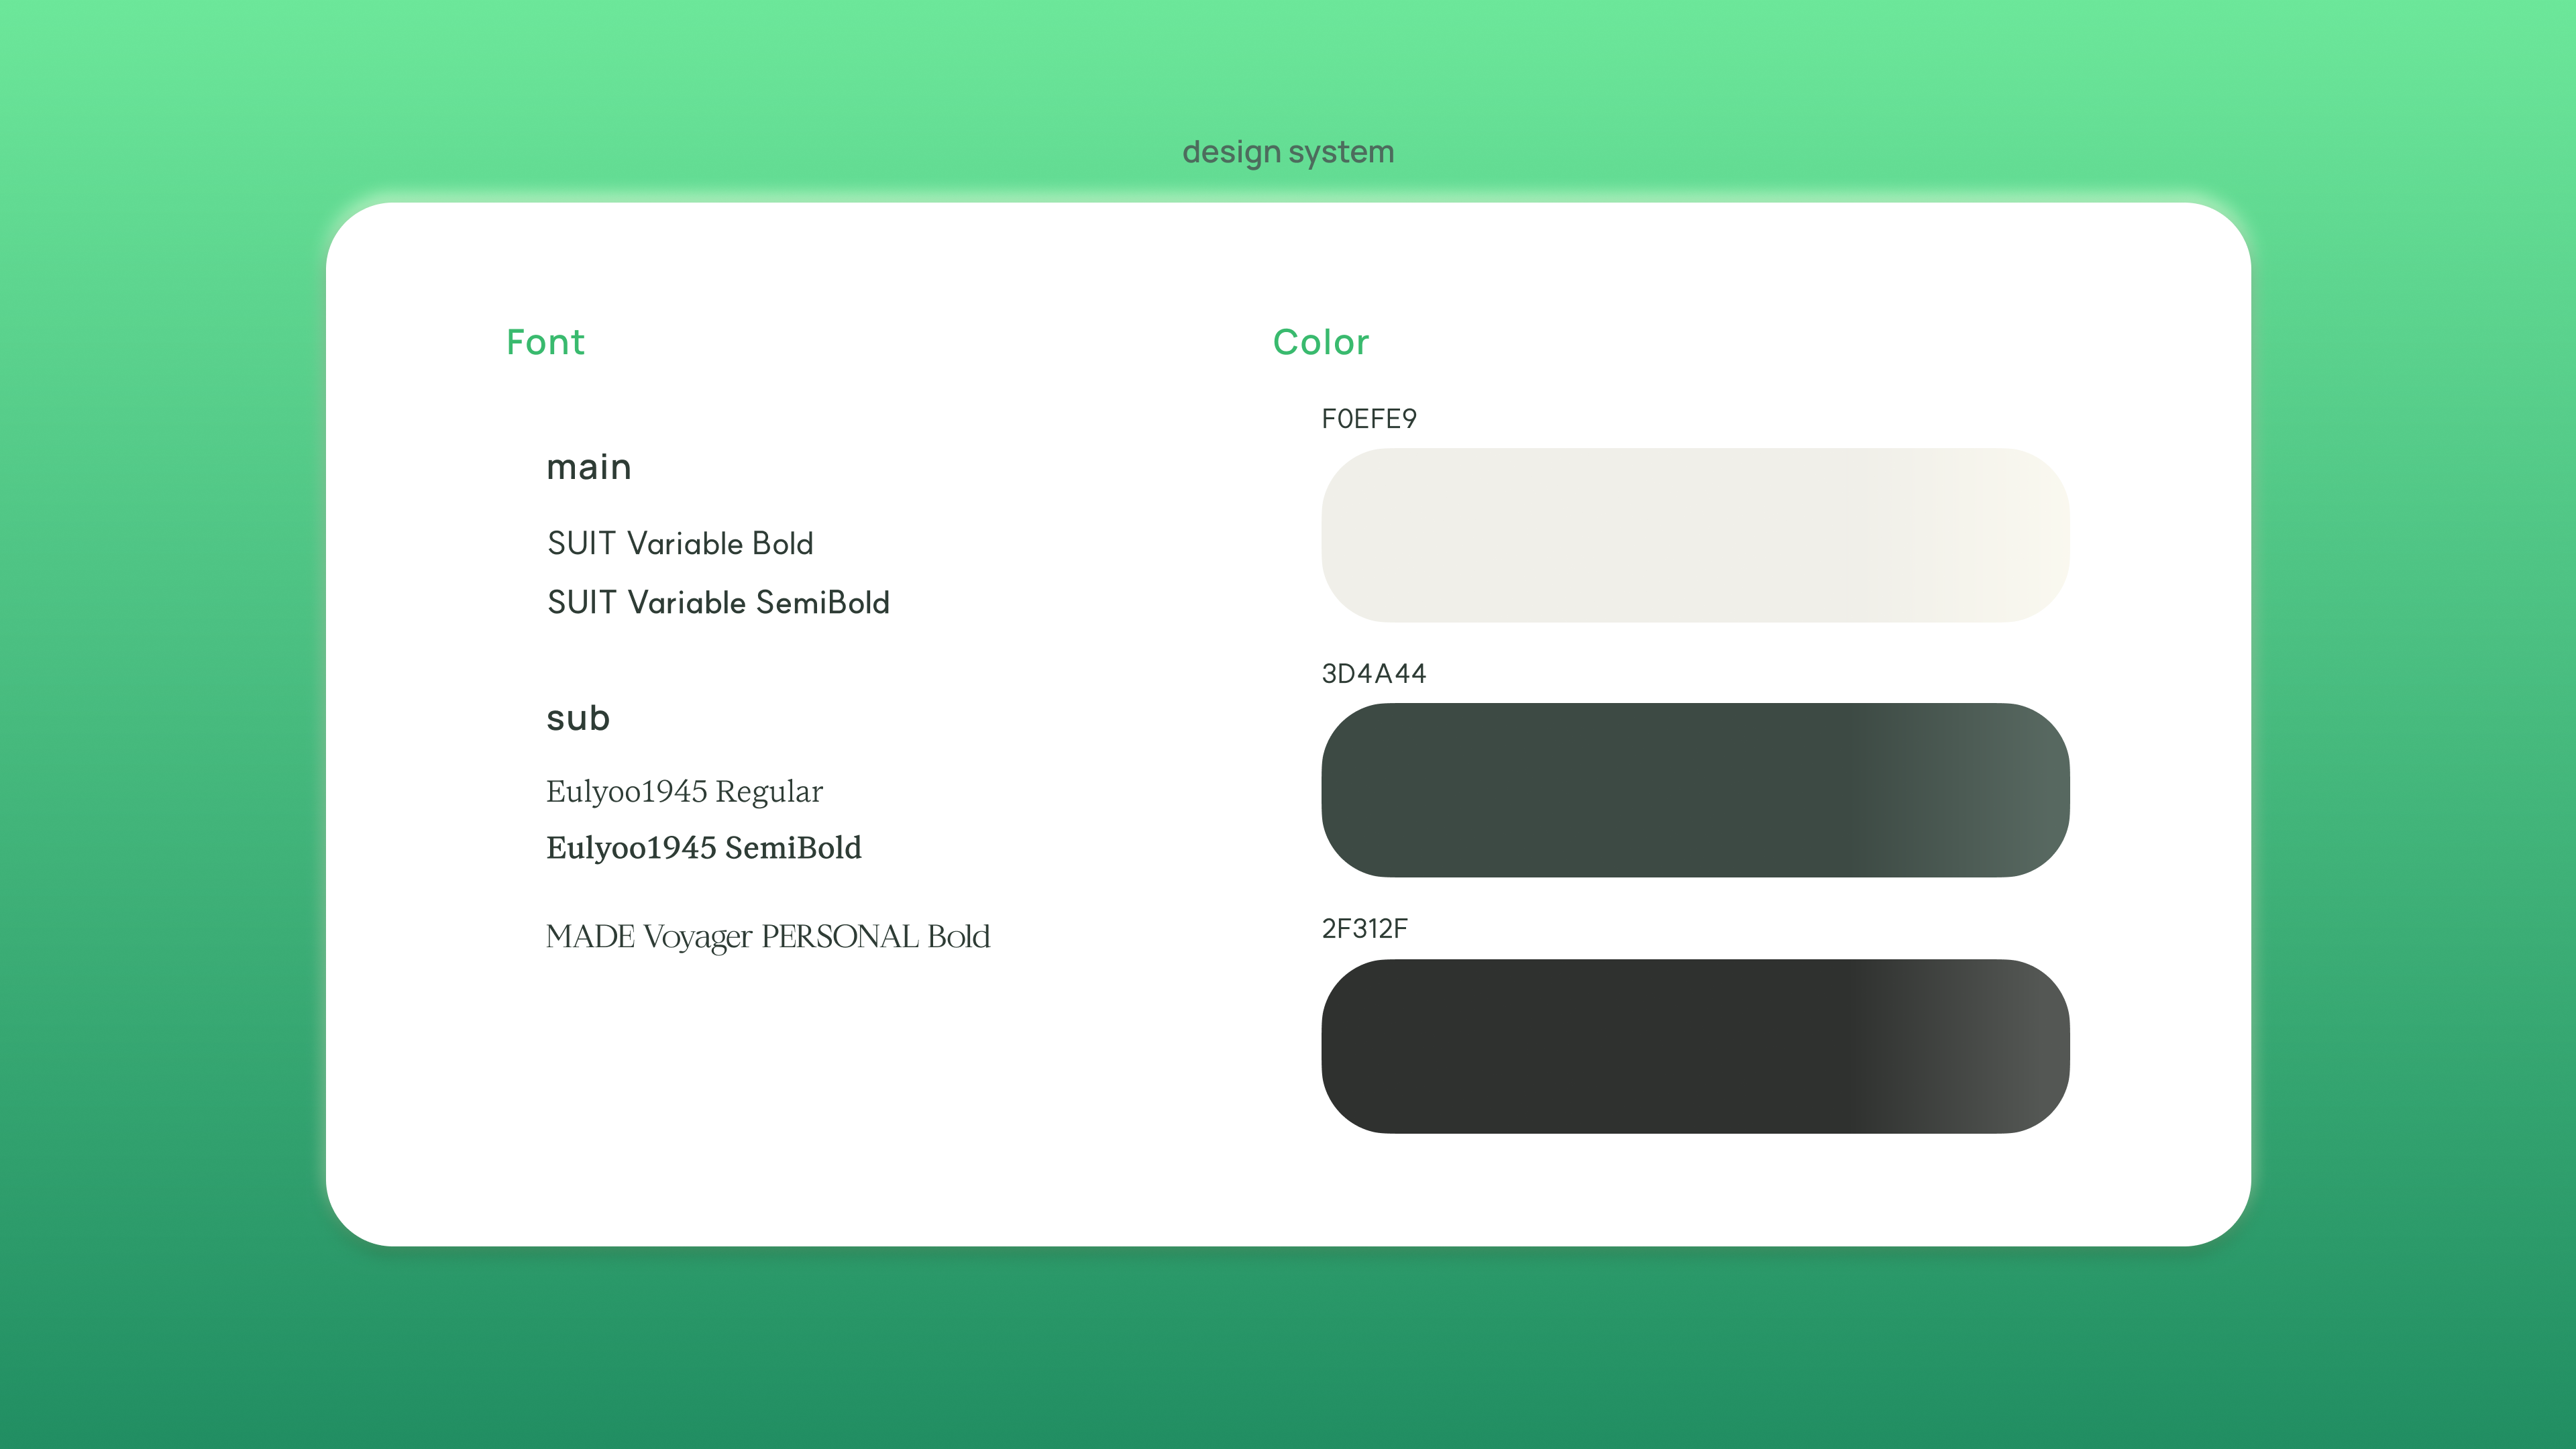 design system
Font
main
SUIT Variable Bold
SUIT Variable SemiBold
sub
Eulyoo1945 Regular
Eulyoo1945 SemiBold
MADE Voyager PERSONAL Bold
Color
F0EFE9
3D4A44
2F312F